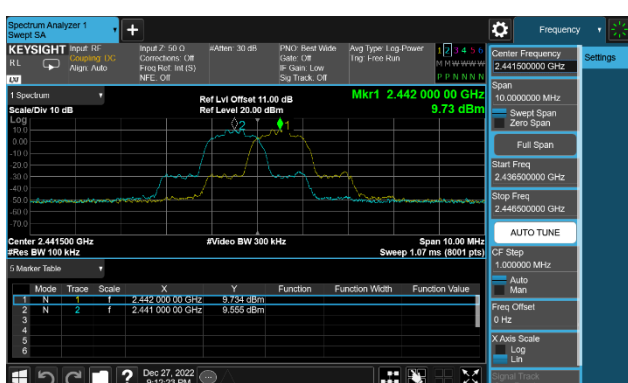 Spectrum Analyzer 1
Swept SA
Frequency
KEYSIGHT
RL
LXI
Input: RF
Coupling: DC
Align: Auto
Input Z: 50 Ω
Corrections: Off
Freq Ref: Int (S)
NFE: Off
#Atten: 30 dB
PNO: Best Wide
Gate: Off
IF Gain: Low
Sig Track: Off
Avg Type: Log-Power
Trig: Free Run
1 2 3 4 5 6
M M W W W W
P P N N N N
Center Frequency
2.441500000 GHz
Settings
Span
10.0000000 MHz
Swept Span
Zero Span
Full Span
Start Freq
2.436500000 GHz
Stop Freq
2.446500000 GHz
AUTO TUNE
CF Step
1.000000 MHz
Auto
Man
Freq Offset
0 Hz
X Axis Scale
Log
Lin
Signal Track
1 Spectrum
Scale/Div 10 dB
Ref Lvl Offset 11.00 dB
Ref Level 20.00 dBm
Mkr1 2.442 000 00 GHz
9.73 dBm
Log
10.0
0.00
-10.0
-20.0
-30.0
-40.0
-50.0
-60.0
-70.0
2
1
Center 2.441500 GHz
#Res BW 100 kHz
#Video BW 300 kHz
Span 10.00 MHz
Sweep 1.07 ms (8001 pts)
5 Marker Table
Mode Trace Scale X Y Function Function Width Function Value
1 N 1 f 2.442 000 00 GHz 9.734 dBm
2 N 2 f 2.441 000 00 GHz 9.555 dBm
3
4
5
6
?
Dec 27, 2022
9:12:23 PM